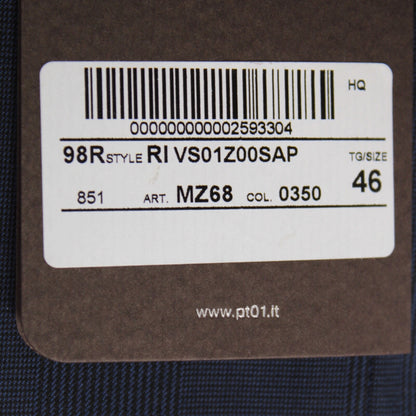 HQ
000000000002593304
98R STYLE RI VS01Z00SAP TG/SIZE
851 ART. MZ68 COL. 0350 46
www.pt01.it